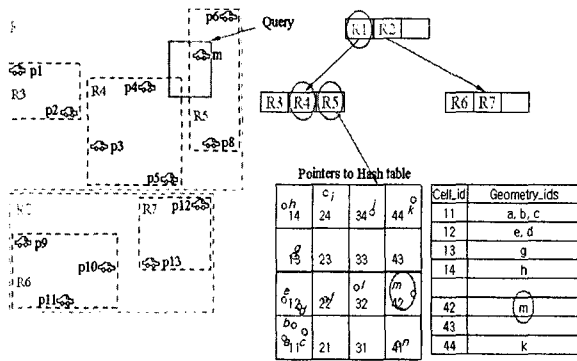 p6
Query
m
p1
R3
p2
R4
p4
p3
p5
R5
p8
R1 R2
R3 R4 R5
R6 R7
Pointers to Hash table
h 14
c i 24
j 34
44 k
g 13
23
33
43
e 12 d
22 f
l 32
m 42
b a 11 c
21
31
41 n
Cell_id Geometry_ids
11 a, b, c
12 e, d
13 g
14 h
42 m
43
44 k
R7
p12
p9
p10
R6
p11
p13